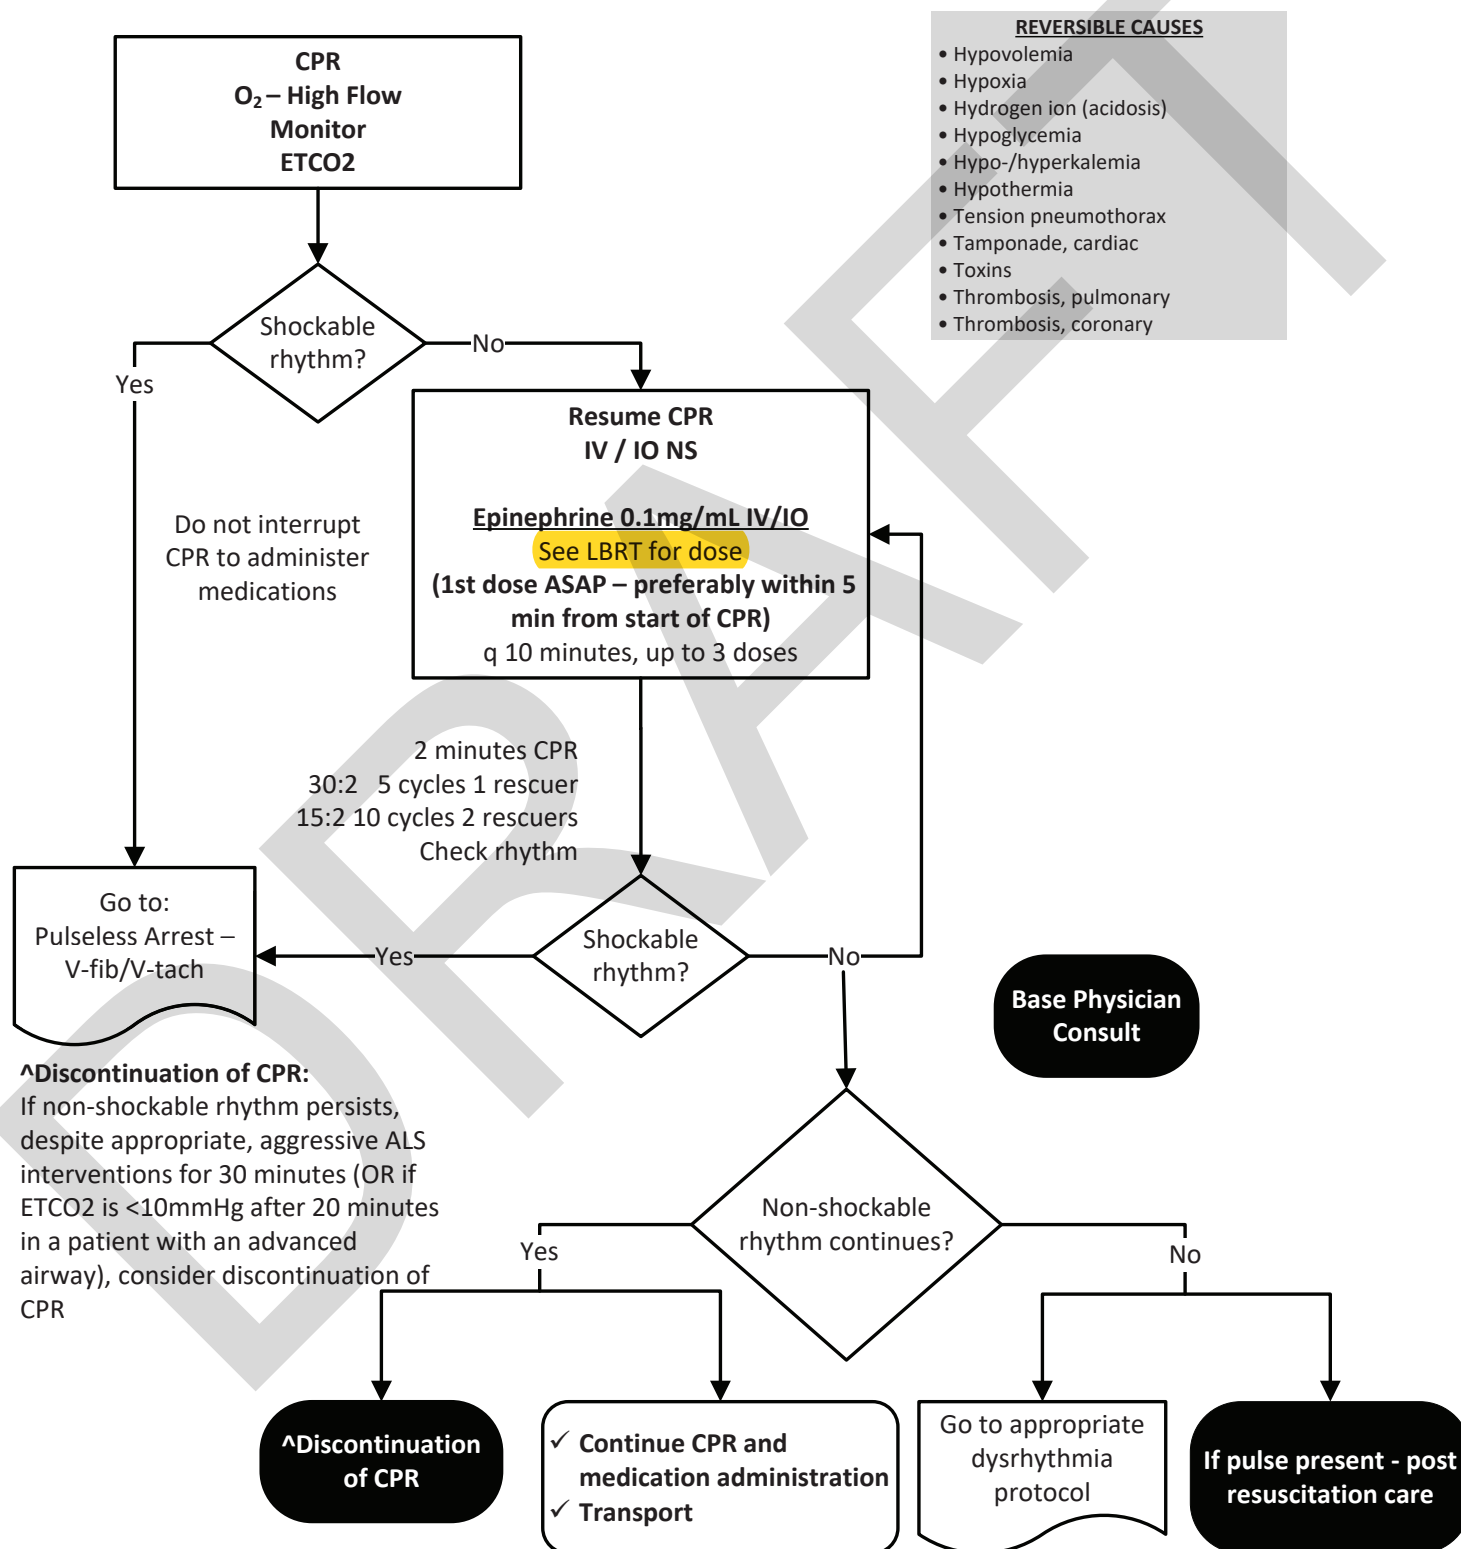 REVERSIBLE CAUSES
• Hypovolemia
• Hypoxia
• Hydrogen ion (acidosis)
• Hypoglycemia
• Hypo-/hyperkalemia
• Hypothermia
• Tension pneumothorax
• Tamponade, cardiac
• Toxins
• Thrombosis, pulmonary
• Thrombosis, coronary
CPR
O₂ – High Flow
Monitor
ETCO2
Shockable
rhythm?
Yes
No
Resume CPR
IV / IO NS
Epinephrine 0.1mg/mL IV/IO
See LBRT for dose
(1st dose ASAP – preferably within 5
min from start of CPR)
q 10 minutes, up to 3 doses
Do not interrupt
CPR to administer
medications
2 minutes CPR
30:2 5 cycles 1 rescuer
15:2 10 cycles 2 rescuers
Check rhythm
Go to:
Pulseless Arrest –
V-fib/V-tach
Yes
Shockable
rhythm?
No
Base Physician
Consult
^Discontinuation of CPR:
If non-shockable rhythm persists,
despite appropriate, aggressive ALS
interventions for 30 minutes (OR if
ETCO2 is <10mmHg after 20 minutes
in a patient with an advanced
airway), consider discontinuation of
CPR
Non-shockable
rhythm continues?
Yes
No
^Discontinuation
of CPR
✓ Continue CPR and
medication administration
✓ Transport
Go to appropriate
dysrhythmia
protocol
If pulse present - post
resuscitation care
DRAFT